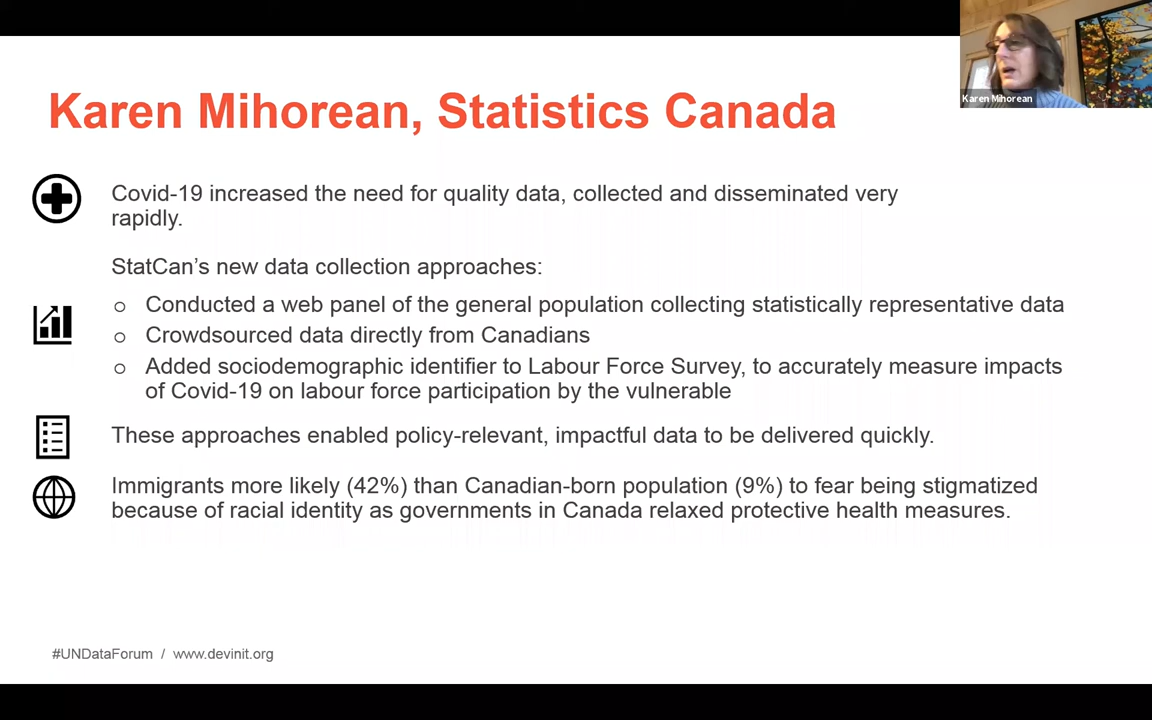 Karen Mihorean
Karen Mihorean, Statistics Canada
Covid-19 increased the need for quality data, collected and disseminated very
rapidly.
StatCan’s new data collection approaches:
o Conducted a web panel of the general population collecting statistically representative data
o Crowdsourced data directly from Canadians
o Added sociodemographic identifier to Labour Force Survey, to accurately measure impacts
of Covid-19 on labour force participation by the vulnerable
These approaches enabled policy-relevant, impactful data to be delivered quickly.
Immigrants more likely (42%) than Canadian-born population (9%) to fear being stigmatized
because of racial identity as governments in Canada relaxed protective health measures.
#UNDataForum / www.devinit.org